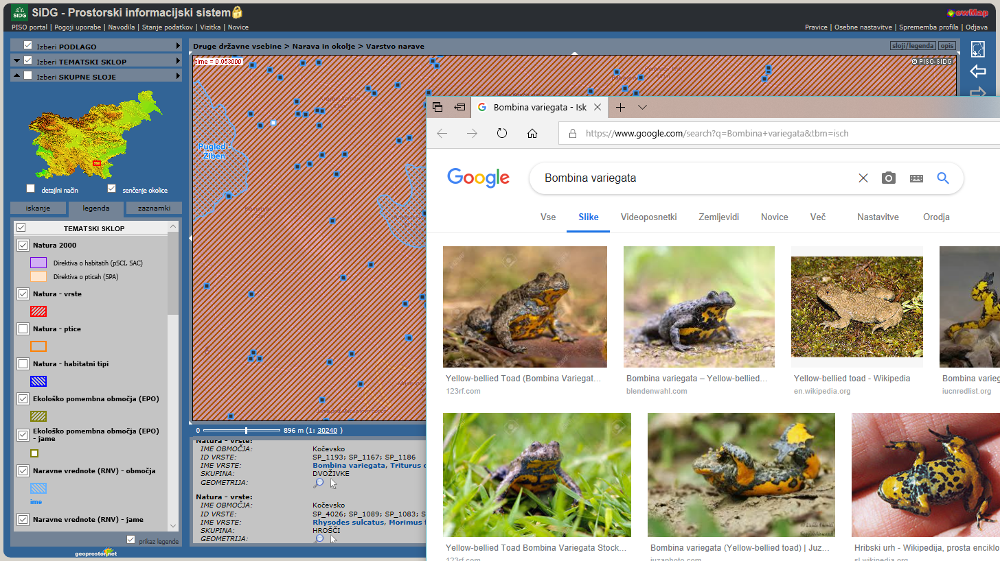 SiDG - Prostorski informacijski sistem
SiDG
ewMap
PISO portal | Pogoji uporabe | Navodila | Stanje podatkov | Vizitka | Novice
Pravice | Osebne nastavitve | Sprememba profila | Odjava
Izberi PODLAGO
Izberi TEMATSKI SKLOP
Izberi SKUPNE SLOJE
detajlni način
senčenje okolice
iskanje
legenda
zaznamki
TEMATSKI SKLOP
Natura 2000
Direktiva o habitatih (pSCI, SAC)
Direktiva o pticah (SPA)
Natura - vrste
Natura - ptice
Natura - habitatni tipi
Ekološko pomembna območja (EPO)
Ekološko pomembna območja (EPO)
- jame
Naravne vrednote (RNV) - območja
ime
Naravne vrednote (RNV) - jame
prikaz legende
geoprostor.net
Druge državne vsebine > Narava in okolje > Varstvo narave
sloji/legenda
opis
time = 0.953000
© PISO-SIDG
Pugled -
Žiben
0
896 m (1: 30240 )
Natura - vrste:
IME OBMOČJA: Kočevsko
ID VRSTE: SP_1193; SP_1167; SP_1186
IME VRSTE: Bombina variegata, Triturus
SKUPINA: DVOŽIVKE
GEOMETRIJA:
Natura - vrste:
IME OBMOČJA: Kočevsko
ID VRSTE: SP_4026; SP_1089; SP_1083;
IME VRSTE: Rhysodes sulcatus, Morimus
SKUPINA: HROŠČI
GEOMETRIJA:
Bombina variegata - Isk
https://www.google.com/search?q=Bombina+variegata&tbm=isch
Google
Bombina variegata
Vse
Slike
Videoposnetki
Zemljevidi
Novice
Več
Nastavitve
Orodja
Yellow-bellied Toad (Bombina Variegat...
123rf.com
Bombina variegata – Yellow-bellied...
blendenwahl.com
Yellow-bellied toad - Wikipedia
en.wikipedia.org
Bombina varieg
iucnredlist.org
Yellow-bellied Toad Bombina Variegata Stock...
123rf.com
Bombina variegata (Yellow-bellied toad) | Juz...
juzaphoto.com
Hribski urh - Wikipedija, prosta enciklo
sl.wikipedia.org